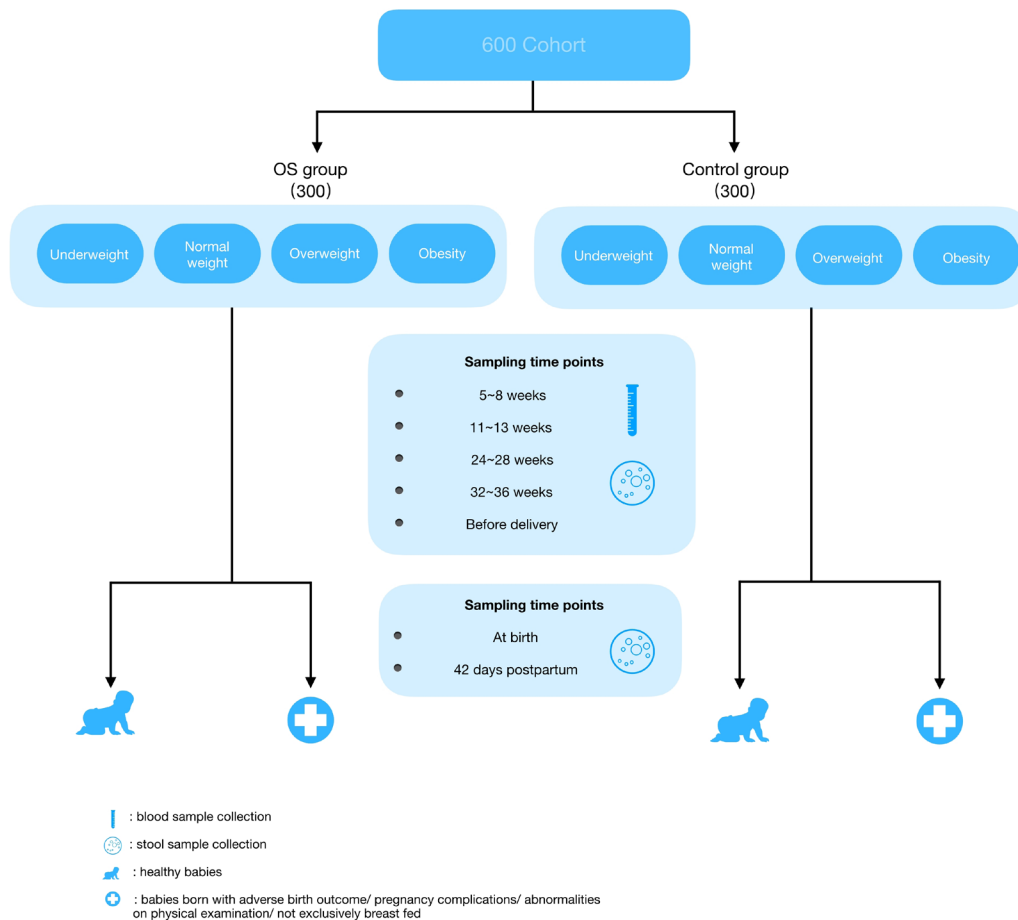 600 Cohort
OS group
(300)
Control group
(300)
Underweight
Normal
weight
Overweight
Obesity
Underweight
Normal
weight
Overweight
Obesity
Sampling time points
5~8 weeks
11~13 weeks
24~28 weeks
32~36 weeks
Before delivery
Sampling time points
At birth
42 days postpartum
: blood sample collection
: stool sample collection
: healthy babies
: babies born with adverse birth outcome/ pregnancy complications/ abnormalities
on physical examination/ not exclusively breast fed